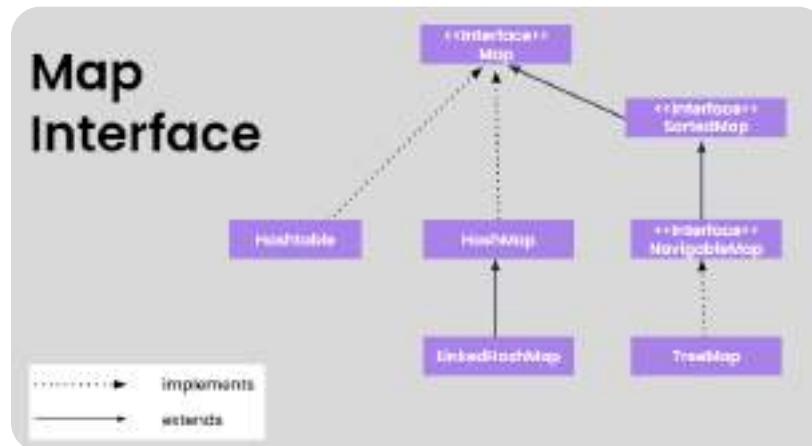 Map
Interface
<<Interface>>
Map
<<Interface>>
SortedMap
Hashtable
HashMap
<<Interface>>
NavigableMap
LinkedHashMap
TreeMap
implements
extends